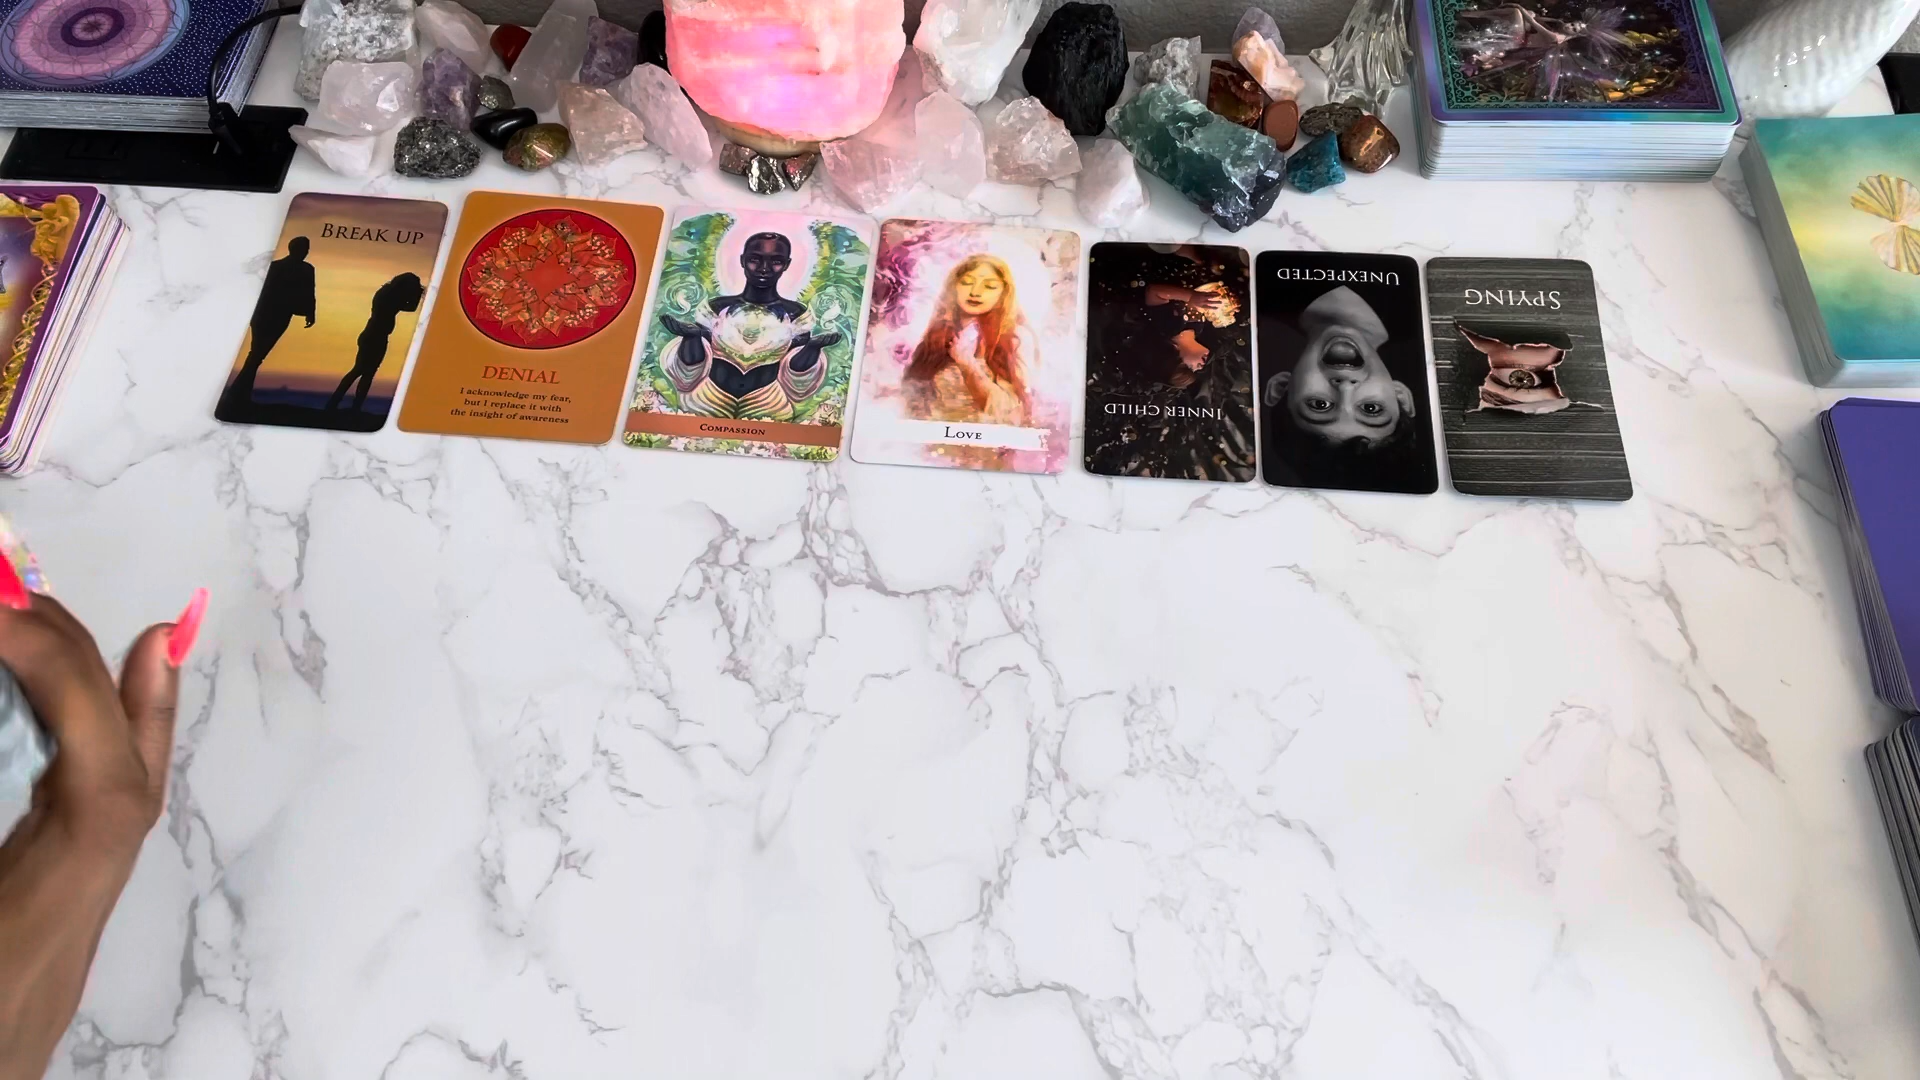 BREAK UP
DENIAL
I acknowledge my fear,
but I replace it with
the insight of awareness
COMPASSION
LOVE
INNER CHILD
UNEXPECTED
SPYING